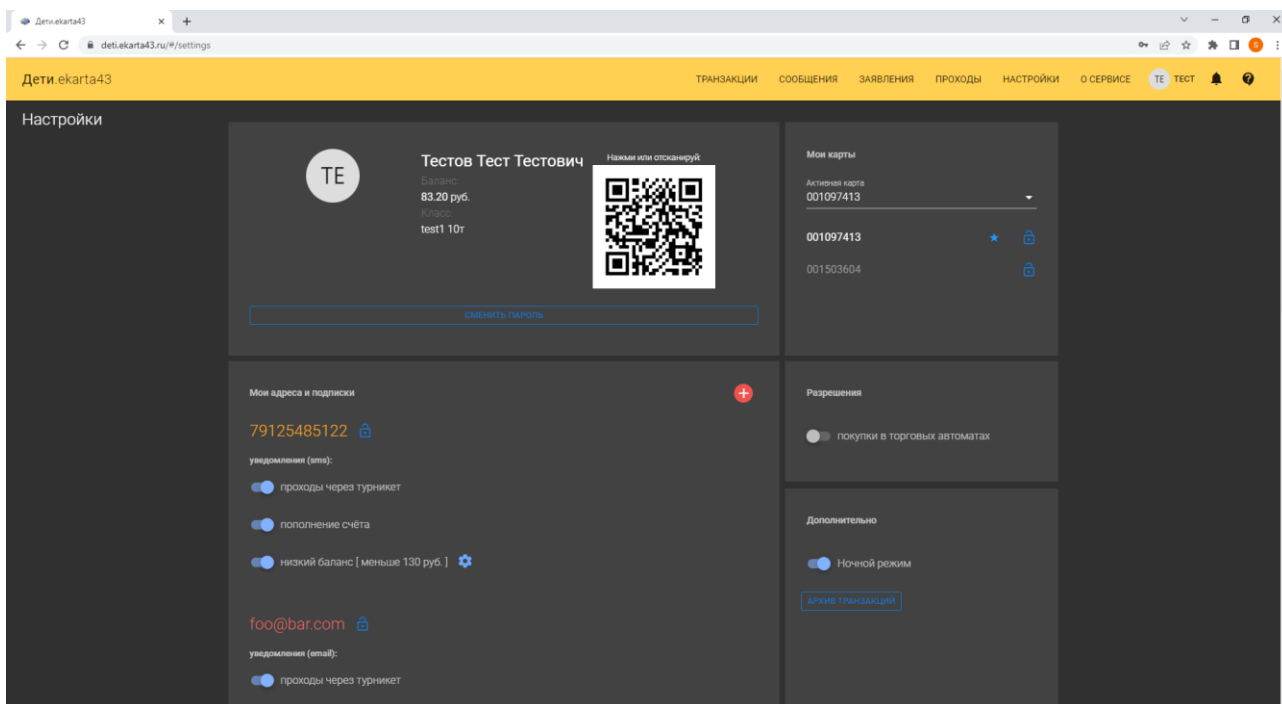 Дети.ekarta43
deti.ekarta43.ru/#/settings
S
Дети.ekarta43
ТРАНЗАКЦИИ СООБЩЕНИЯ ЗАЯВЛЕНИЯ ПРОХОДЫ НАСТРОЙКИ О СЕРВИСЕ TE ТЕСТ
Настройки
TE
Тестов Тест Тестович
Баланс:
83.20 руб.
Класс:
test1 10т
Нажми или отсканируй:
СМЕНИТЬ ПАРОЛЬ
Мои карты
Активная карта
001097413
001097413
001503604
Мои адреса и подписки
79125485122
уведомления (sms):
проходы через турникет
пополнение счёта
низкий баланс [ меньше 130 руб. ]
foo@bar.com
уведомления (email):
проходы через турникет
Разрешения
покупки в торговых автоматах
Дополнительно
Ночной режим
АРХИВ ТРАНЗАКЦИЙ